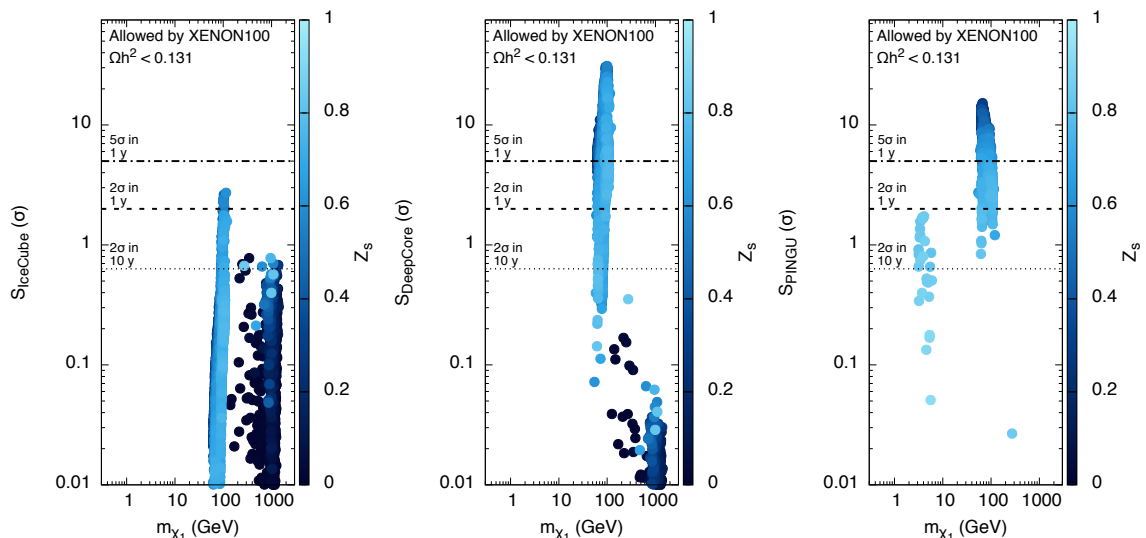 Allowed by XENON100
Ωh² < 0.131
5σ in
1 y
2σ in
1 y
2σ in
10 y
10
1
0.1
0.01
1
10
100
1000
S_IceCube (σ)
m_χ₁ (GeV)
1
0.8
0.6
0.4
0.2
0
Z_s
Allowed by XENON100
Ωh² < 0.131
5σ in
1 y
2σ in
1 y
2σ in
10 y
10
1
0.1
0.01
1
10
100
1000
S_DeepCore (σ)
m_χ₁ (GeV)
1
0.8
0.6
0.4
0.2
0
Z_s
Allowed by XENON100
Ωh² < 0.131
5σ in
1 y
2σ in
1 y
2σ in
10 y
10
1
0.1
0.01
1
10
100
1000
S_PINGU (σ)
m_χ₁ (GeV)
1
0.8
0.6
0.4
0.2
0
Z_s